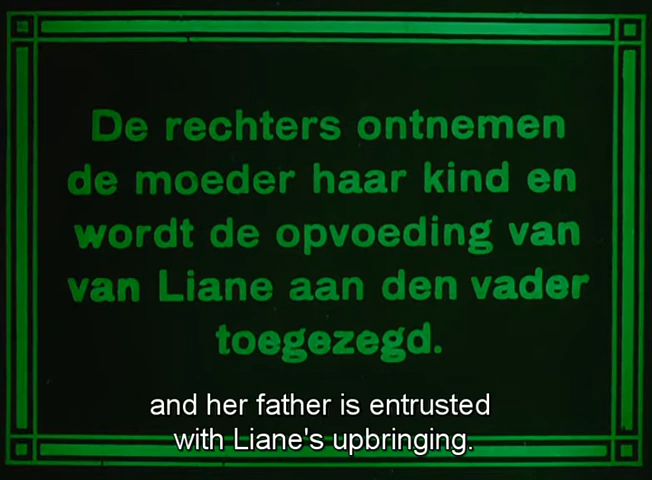 De rechters ontnemen
de moeder haar kind en
wordt de opvoeding van
van Liane aan den vader
toegezegd.
and her father is entrusted
with Liane's upbringing.